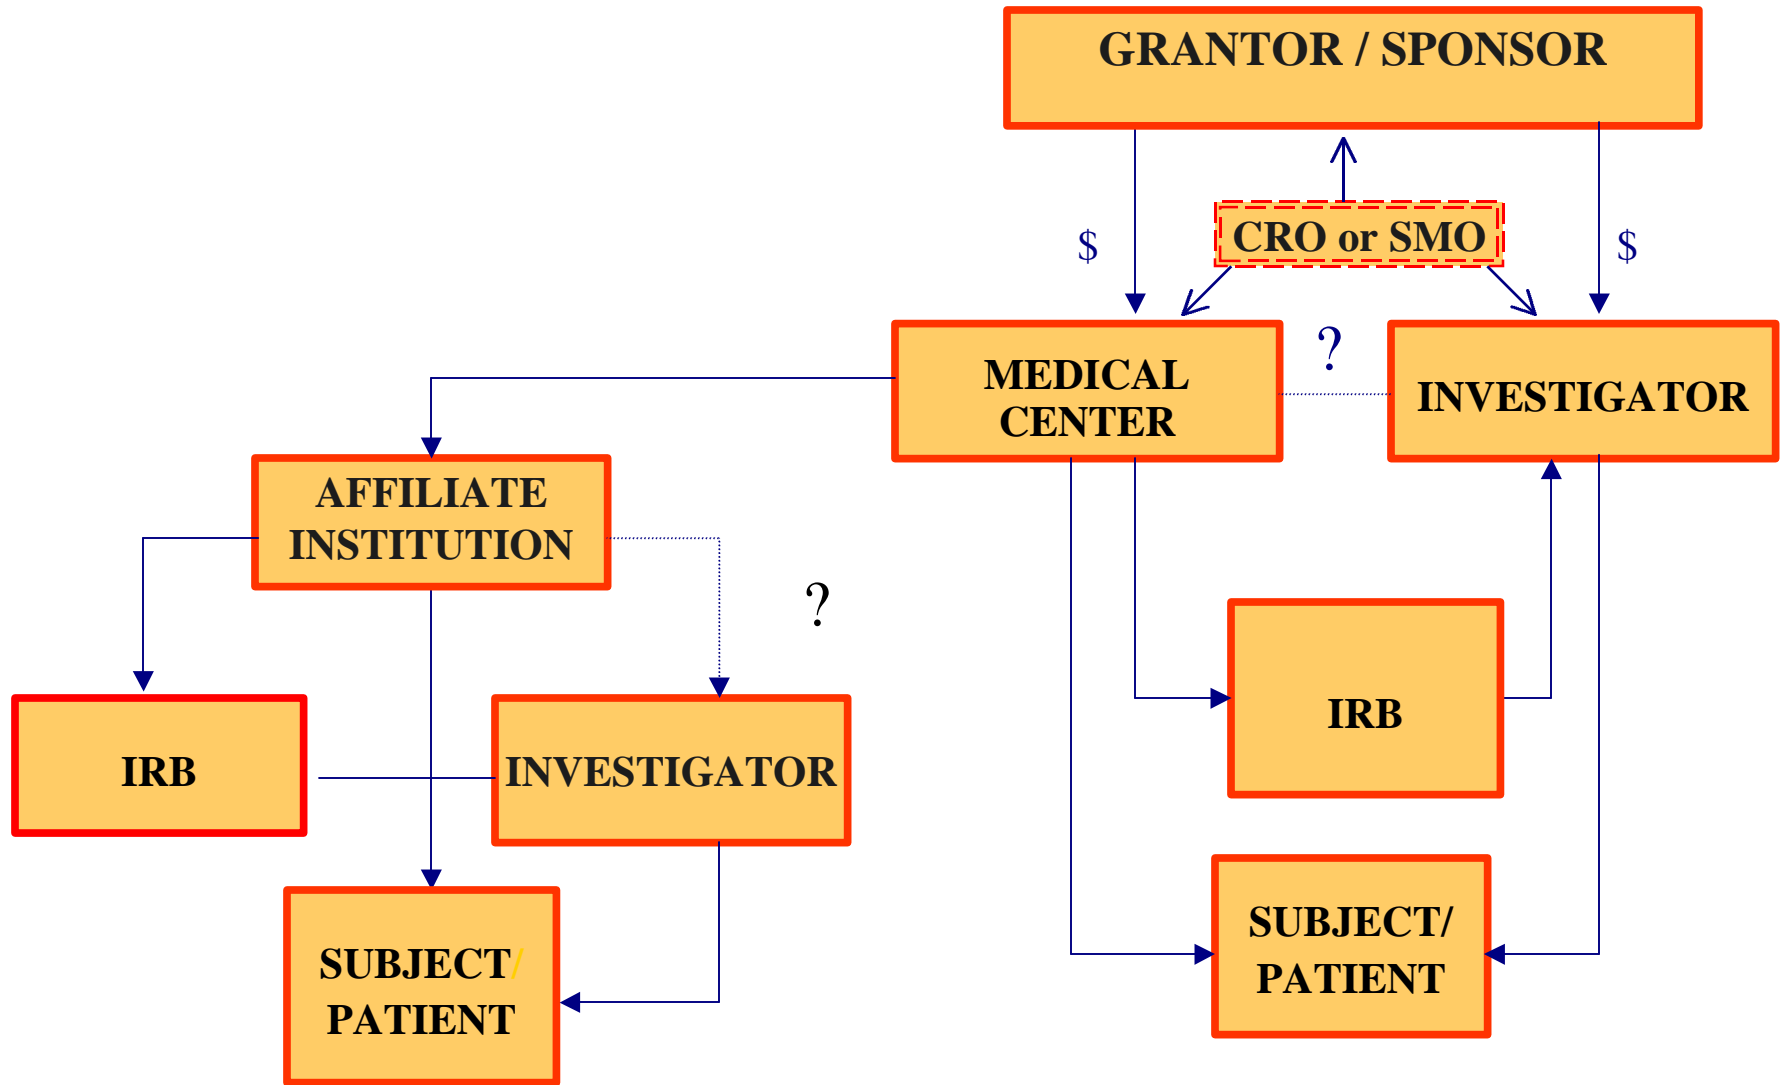 GRANTOR / SPONSOR
CRO or SMO
$
$
?
MEDICAL
CENTER
INVESTIGATOR
AFFILIATE
INSTITUTION
?
IRB
IRB
INVESTIGATOR
SUBJECT/
PATIENT
SUBJECT/
PATIENT